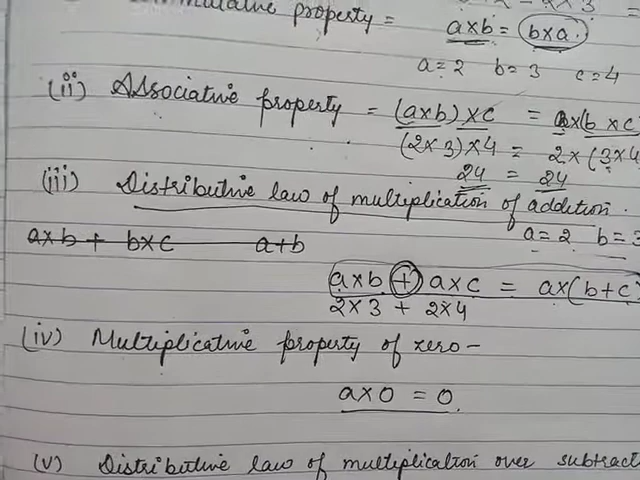 property = a×b = b×a.
a=2 b=3 c=4
(ii) Associative property = (a×b)×c = a×(b×c
(2×3)×4 = 2×(3×4
24 = 24
(iii) Distributive law of multiplication of addition.
a=2 b=3
a×b + b×c a+b
a×b + a×c = a×(b+c)
2×3 + 2×4
(iv) Multiplicative property of xero-
a×0 = 0.
(v) Distributive law of multiplication over subtract